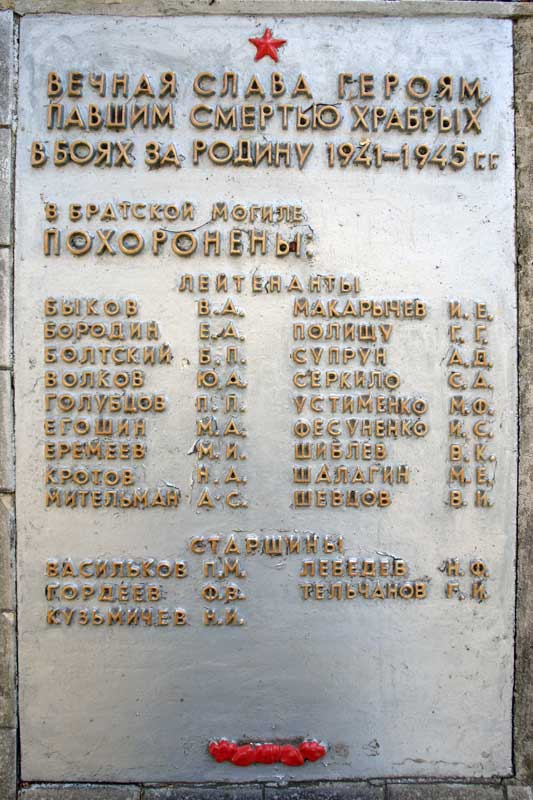 ВЕЧНАЯ СЛАВА ГЕРОЯМ,
ПАВШИМ СМЕРТЬЮ ХРАБРЫХ
В БОЯХ ЗА РОДИНУ 1941-1945 г.г.
В БРАТСКОЙ МОГИЛЕ
ПОХОРОНЕНЫ:
ЛЕЙТЕНАНТЫ
БЫКОВ В.А.
БОРОДИН Е.А.
БОЛТСКИЙ Б.П.
ВОЛКОВ Ю.А.
ГОЛУБЦОВ П.П.
ЕГОШИН М.А.
ЕРЕМЕЕВ М.И.
КРОТОВ Н.А.
МИТЕЛЬМАН А.С.
МАКАРЫЧЕВ И.Е.
ПОЛИЩУ Г.Г.
СУПРУН А.Д.
СЕРКИЛО С.А.
УСТИМЕНКО М.Ф.
ФЕСУНЕНКО И.С.
ШИБЛЕВ В.К.
ШАЛАГИН М.Е.
ШЕВЦОВ В.И.
СТАРШИНЫ
ВАСИЛЬКОВ П.М.
ГОРДЕЕВ Ф.В.
КУЗЬМИЧЕВ Н.И.
ЛЕБЕДЕВ Н.Ф.
ТЕЛЬЧАНОВ Г.И.